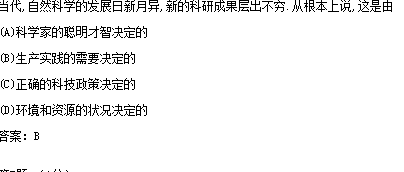 当代,自然科学的发展日新月异,新的科研成果层出不穷.从根本上说,这是由
(A)科学家的聪明才智决定的
(B)生产实践的需要决定的
(C)正确的科技政策决定的
(D)环境和资源的状况决定的
答案: B